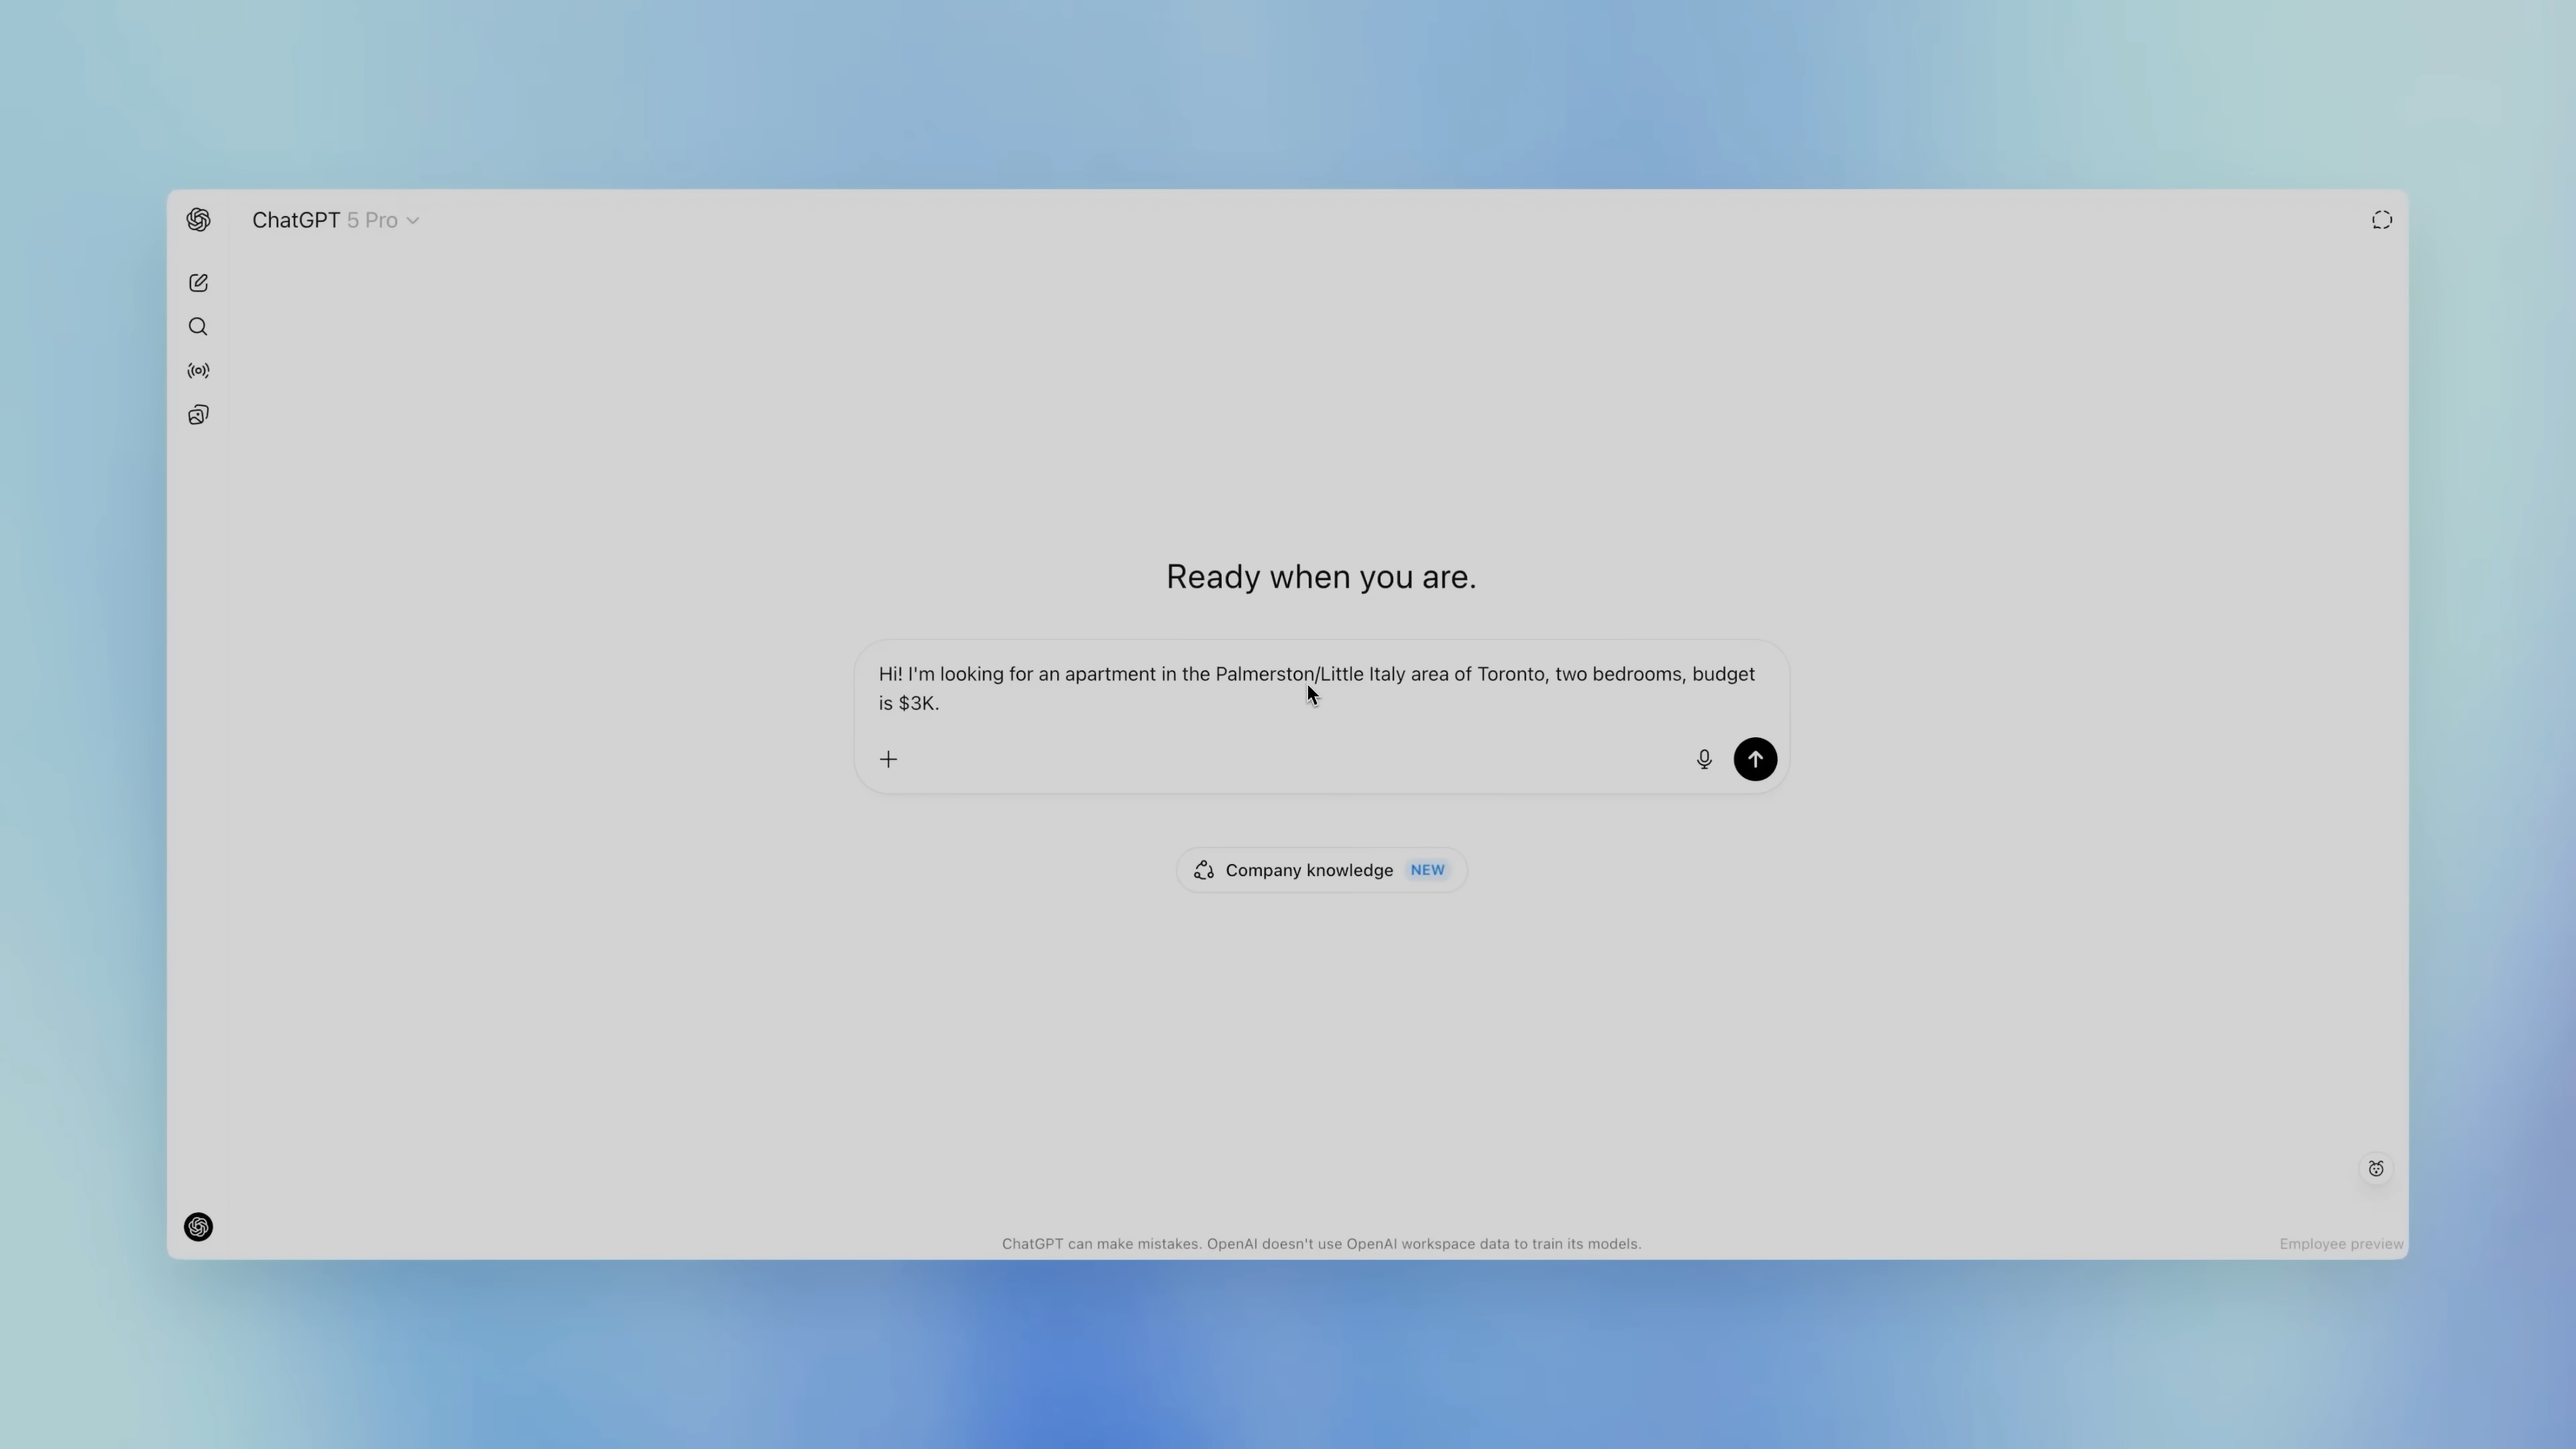 ChatGPT 5 Pro
Ready when you are.
Hi! I'm looking for an apartment in the Palmerston/Little Italy area of Toronto, two bedrooms, budget
is $3K.
Company knowledge NEW
ChatGPT can make mistakes. OpenAI doesn't use OpenAI workspace data to train its models.
Employee preview